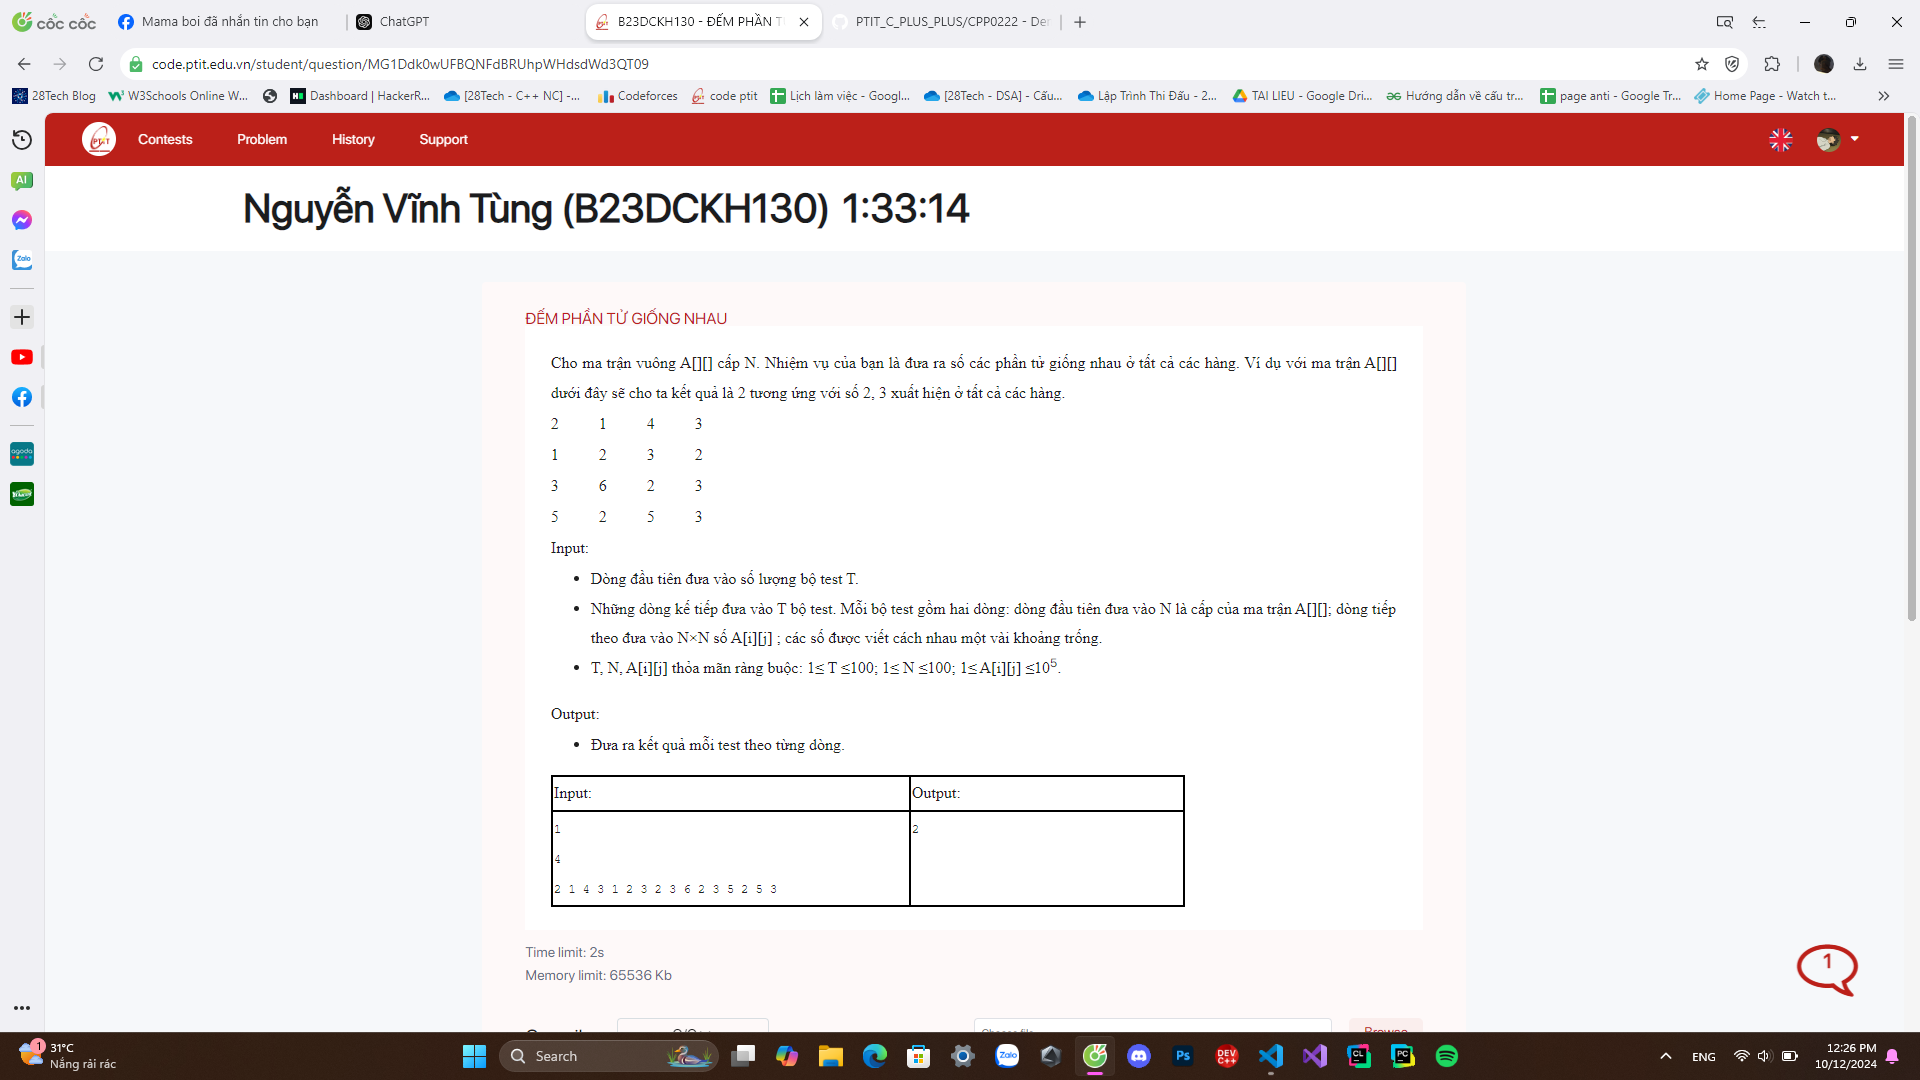 cốc cốc
Mama boi đã nhắn tin cho bạn
ChatGPT
B23DCKH130 - ĐẾM PHẦN T
PTIT_C_PLUS_PLUS/CPP0222 - Der
code.ptit.edu.vn/student/question/MG1Ddk0wUFBQNFdBRUhpWHdsdWd3QT09
28Tech Blog
W3Schools Online W...
Dashboard | HackerR...
[28Tech - C++ NC] -...
Codeforces
code ptit
Lịch làm việc - Googl...
[28Tech - DSA] - Cấu...
Lập Trình Thi Đấu - 2...
TAI LIEU - Google Dri...
Hướng dẫn về cấu tr...
page anti - Google Tr...
Home Page - Watch t...
PTIT
Contests
Problem
History
Support
AI
Zalo
agoda
Nguyễn Vĩnh Tùng (B23DCKH130) 1:33:14
ĐẾM PHẦN TỬ GIỐNG NHAU
Cho ma trận vuông A[][] cấp N. Nhiệm vụ của bạn là đưa ra số các phần tử giống nhau ở tất cả các hàng. Ví dụ với ma trận A[][]
dưới đây sẽ cho ta kết quả là 2 tương ứng với số 2, 3 xuất hiện ở tất cả các hàng.
2 1 4 3
1 2 3 2
3 6 2 3
5 2 5 3
Input:
• Dòng đầu tiên đưa vào số lượng bộ test T.
• Những dòng kế tiếp đưa vào T bộ test. Mỗi bộ test gồm hai dòng: dòng đầu tiên đưa vào N là cấp của ma trận A[][]; dòng tiếp
theo đưa vào N×N số A[i][j] ; các số được viết cách nhau một vài khoảng trống.
• T, N, A[i][j] thỏa mãn ràng buộc: 1≤ T ≤100; 1≤ N ≤100; 1≤ A[i][j] ≤10⁵.
Output:
• Đưa ra kết quả mỗi test theo từng dòng.
Input: Output:
1 2
4
2 1 4 3 1 2 3 2 3 6 2 3 5 2 5 3
Time limit: 2s
Memory limit: 65536 Kb
1
Browse
1
31°C
Nắng rải rác
Search
Zalo
Ps
DEV C++
CL
PC
ENG
12:26 PM
10/12/2024